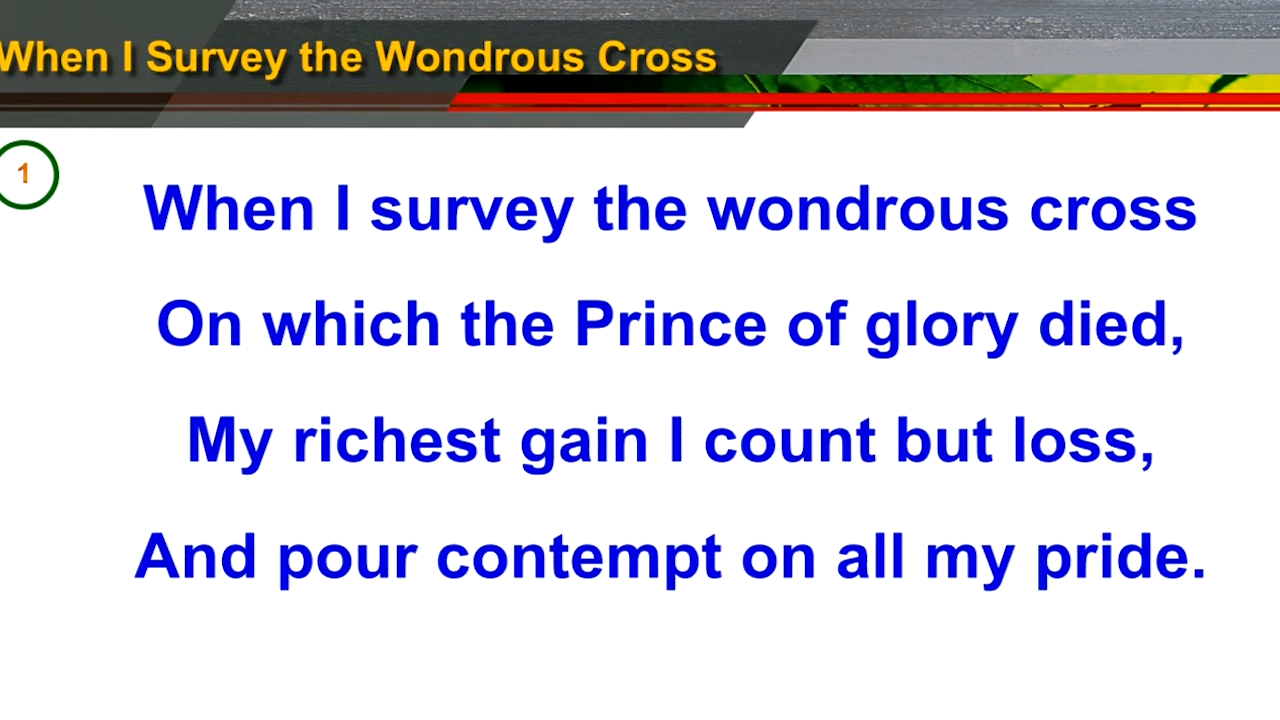 When I Survey the Wondrous Cross
1
When I survey the wondrous cross
On which the Prince of glory died,
My richest gain I count but loss,
And pour contempt on all my pride.